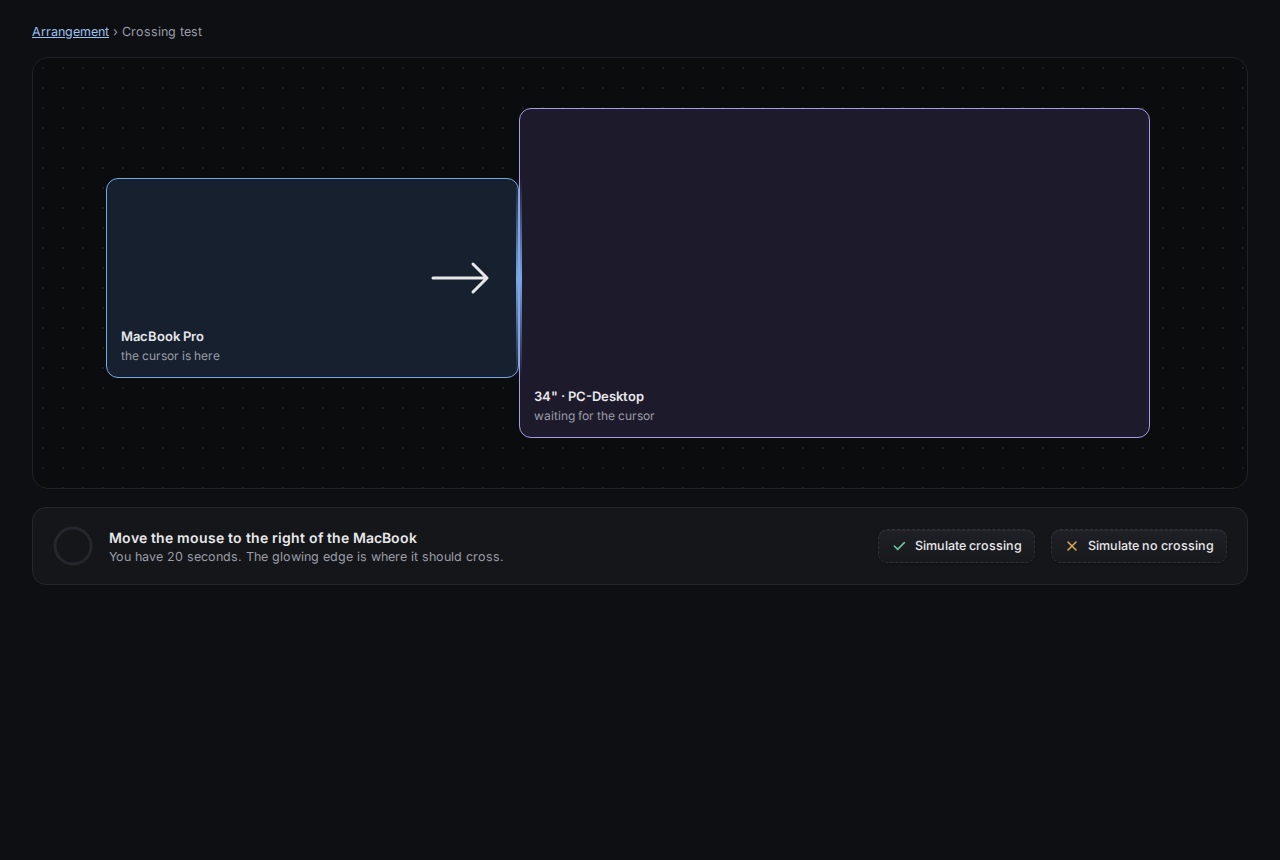 Arrangement › Crossing test
MacBook Pro
the cursor is here
34" · PC-Desktop
waiting for the cursor
Move the mouse to the right of the MacBook
You have 20 seconds. The glowing edge is where it should cross.
Simulate crossing
Simulate no crossing